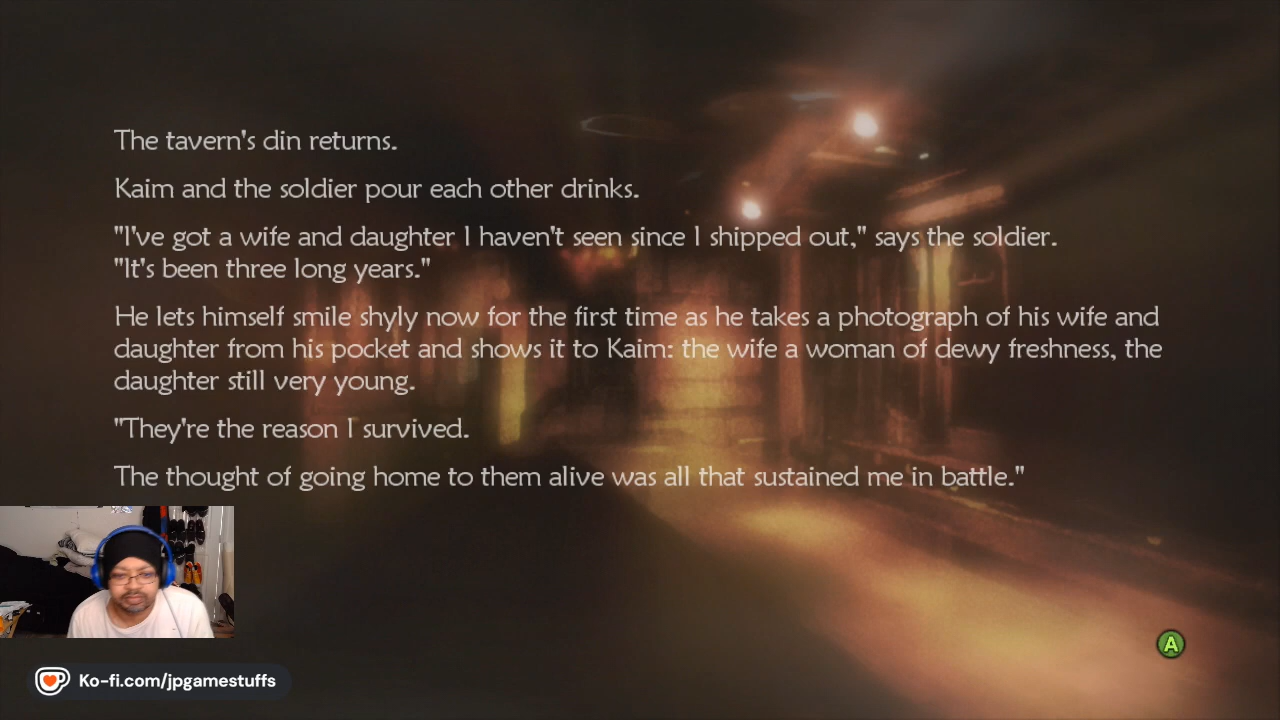 The tavern's din returns.
Kaim and the soldier pour each other drinks.
"I've got a wife and daughter I haven't seen since I shipped out," says the soldier.
"It's been three long years."
He lets himself smile shyly now for the first time as he takes a photograph of his wife and
daughter from his pocket and shows it to Kaim: the wife a woman of dewy freshness, the
daughter still very young.
"They're the reason I survived.
The thought of going home to them alive was all that sustained me in battle."
A
Ko-fi.com/jpgamestuffs